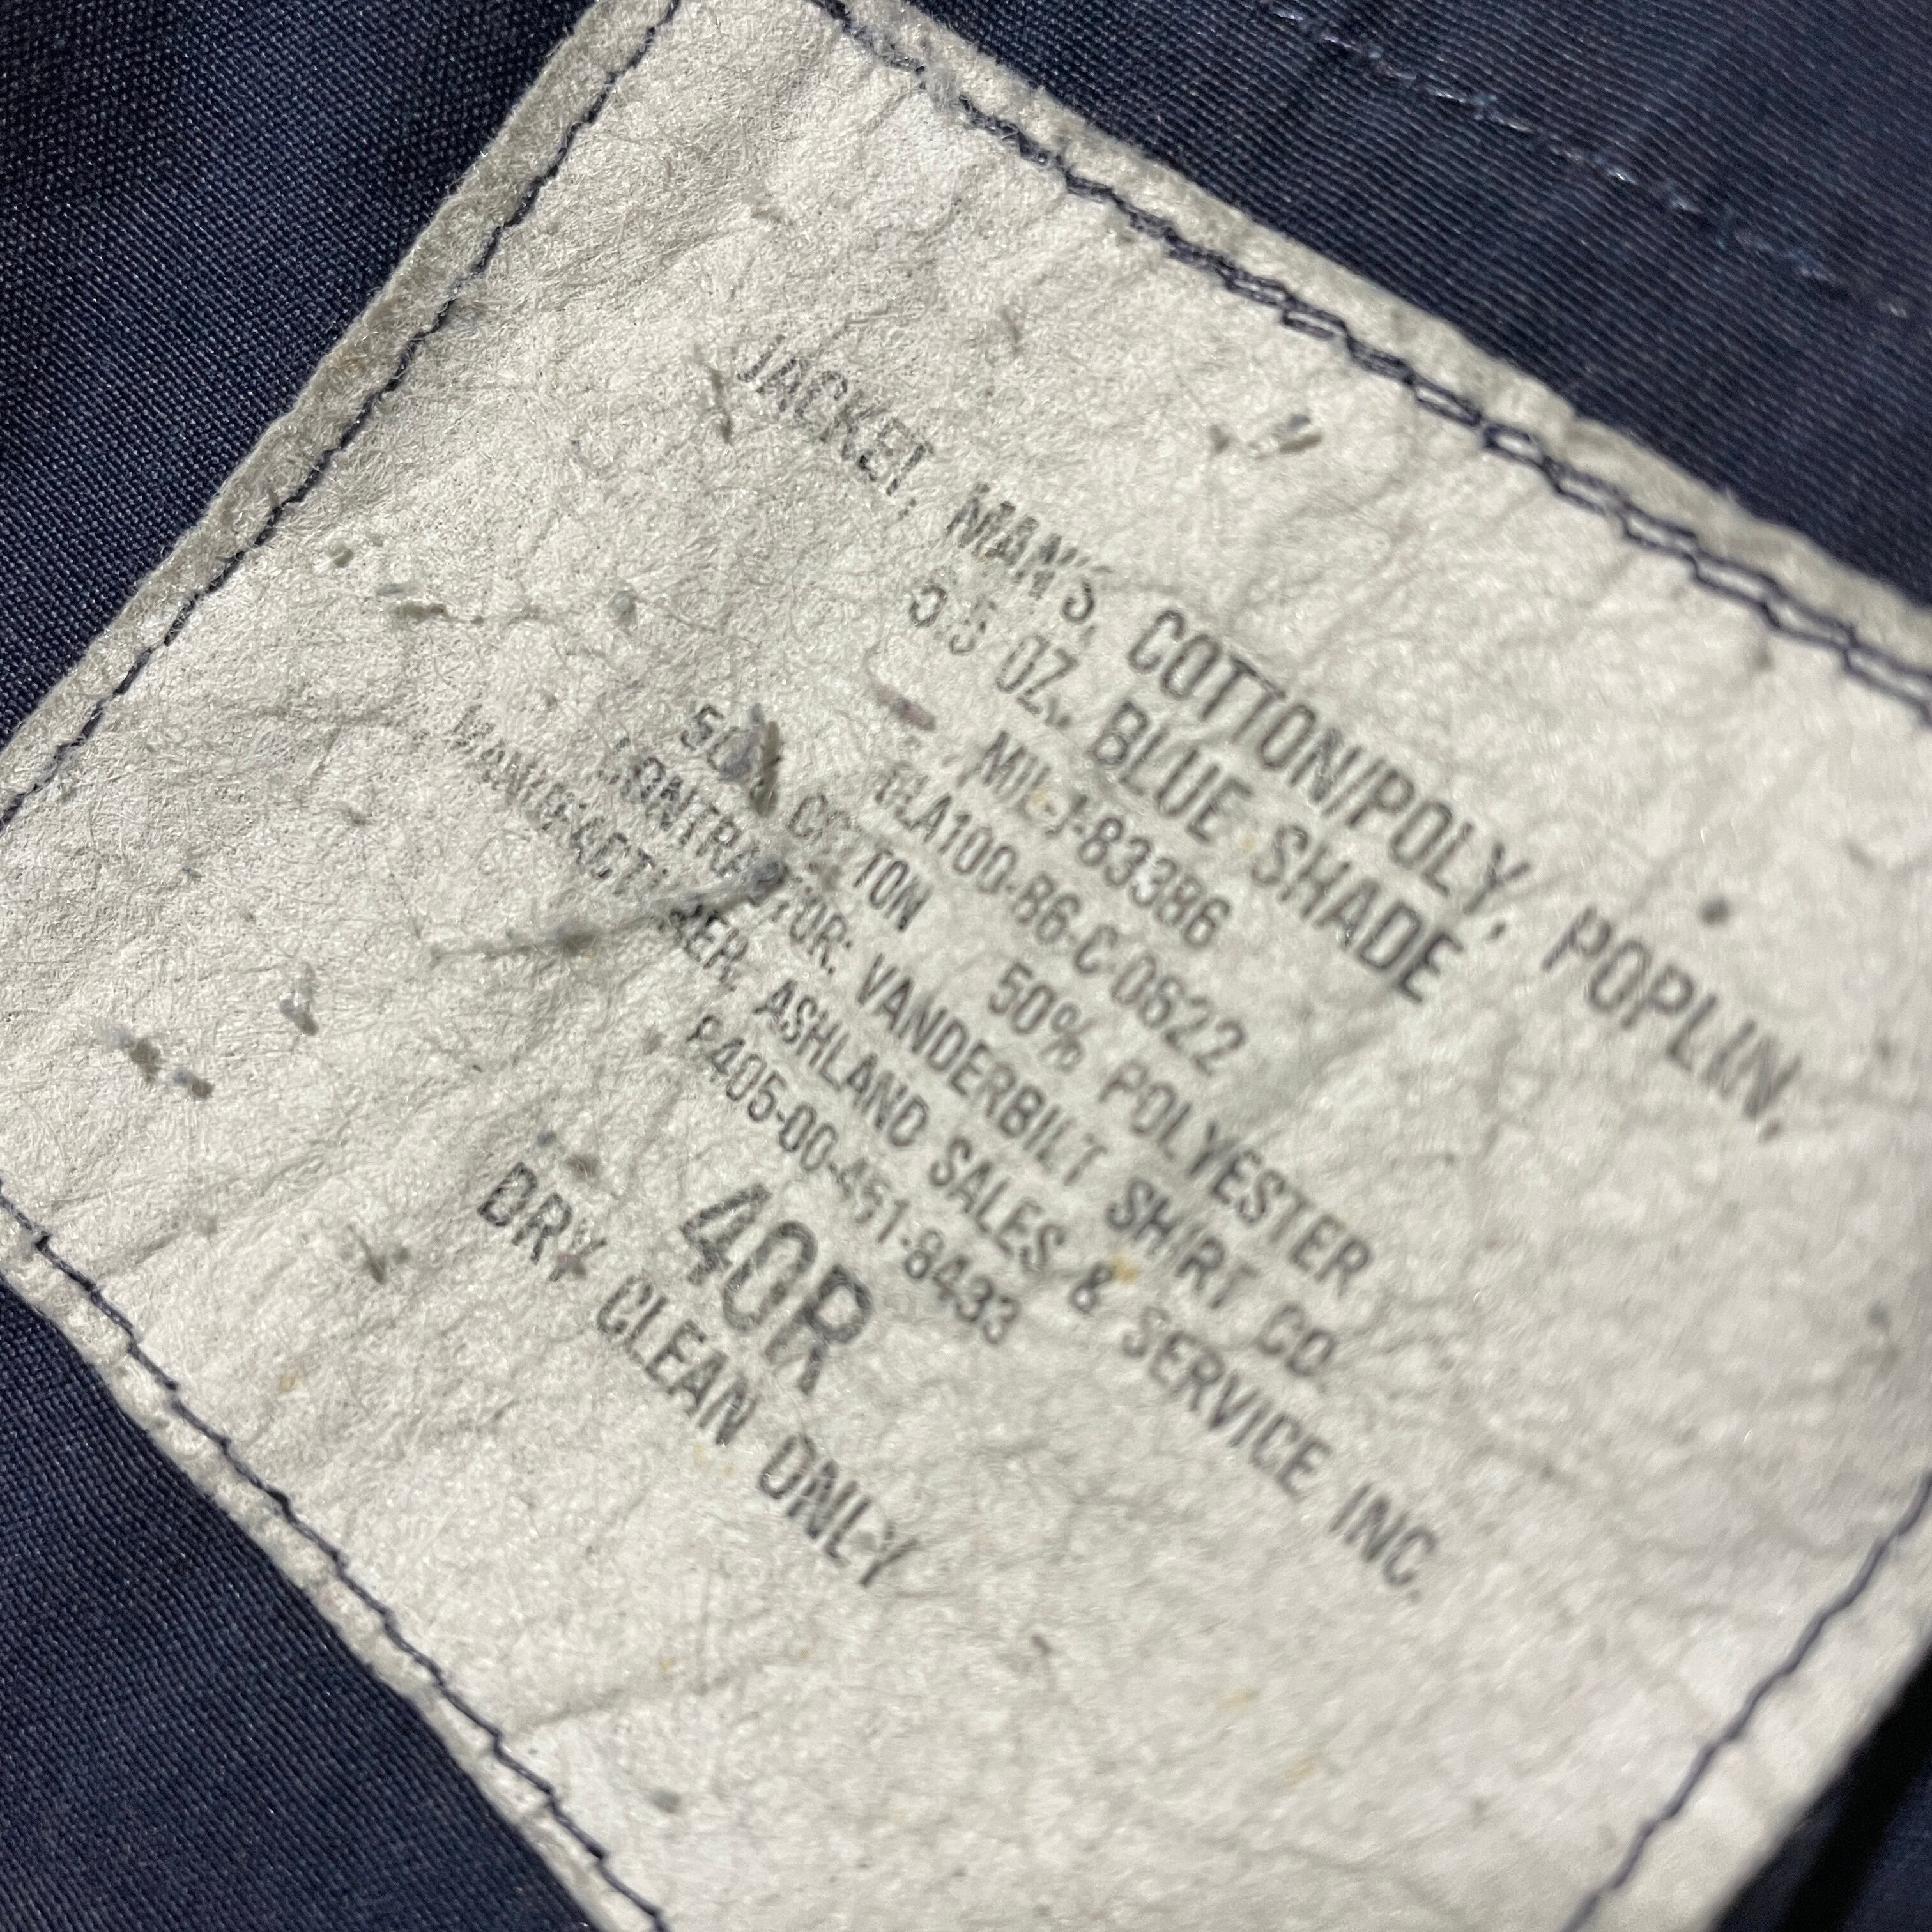 JACKET, MAN'S, COTTON/POLY, POPLIN,
5.5 OZ., BLUE SHADE
MIL-J-83386
DLA100-86-C-0622
50% COTTON 50% POLYESTER
CONTRACTOR: VANDERBILT SHIRT CO.
MANUFACTURER: ASHLAND SALES & SERVICE INC.
8405-00-451-8433
40R
DRY CLEAN ONLY